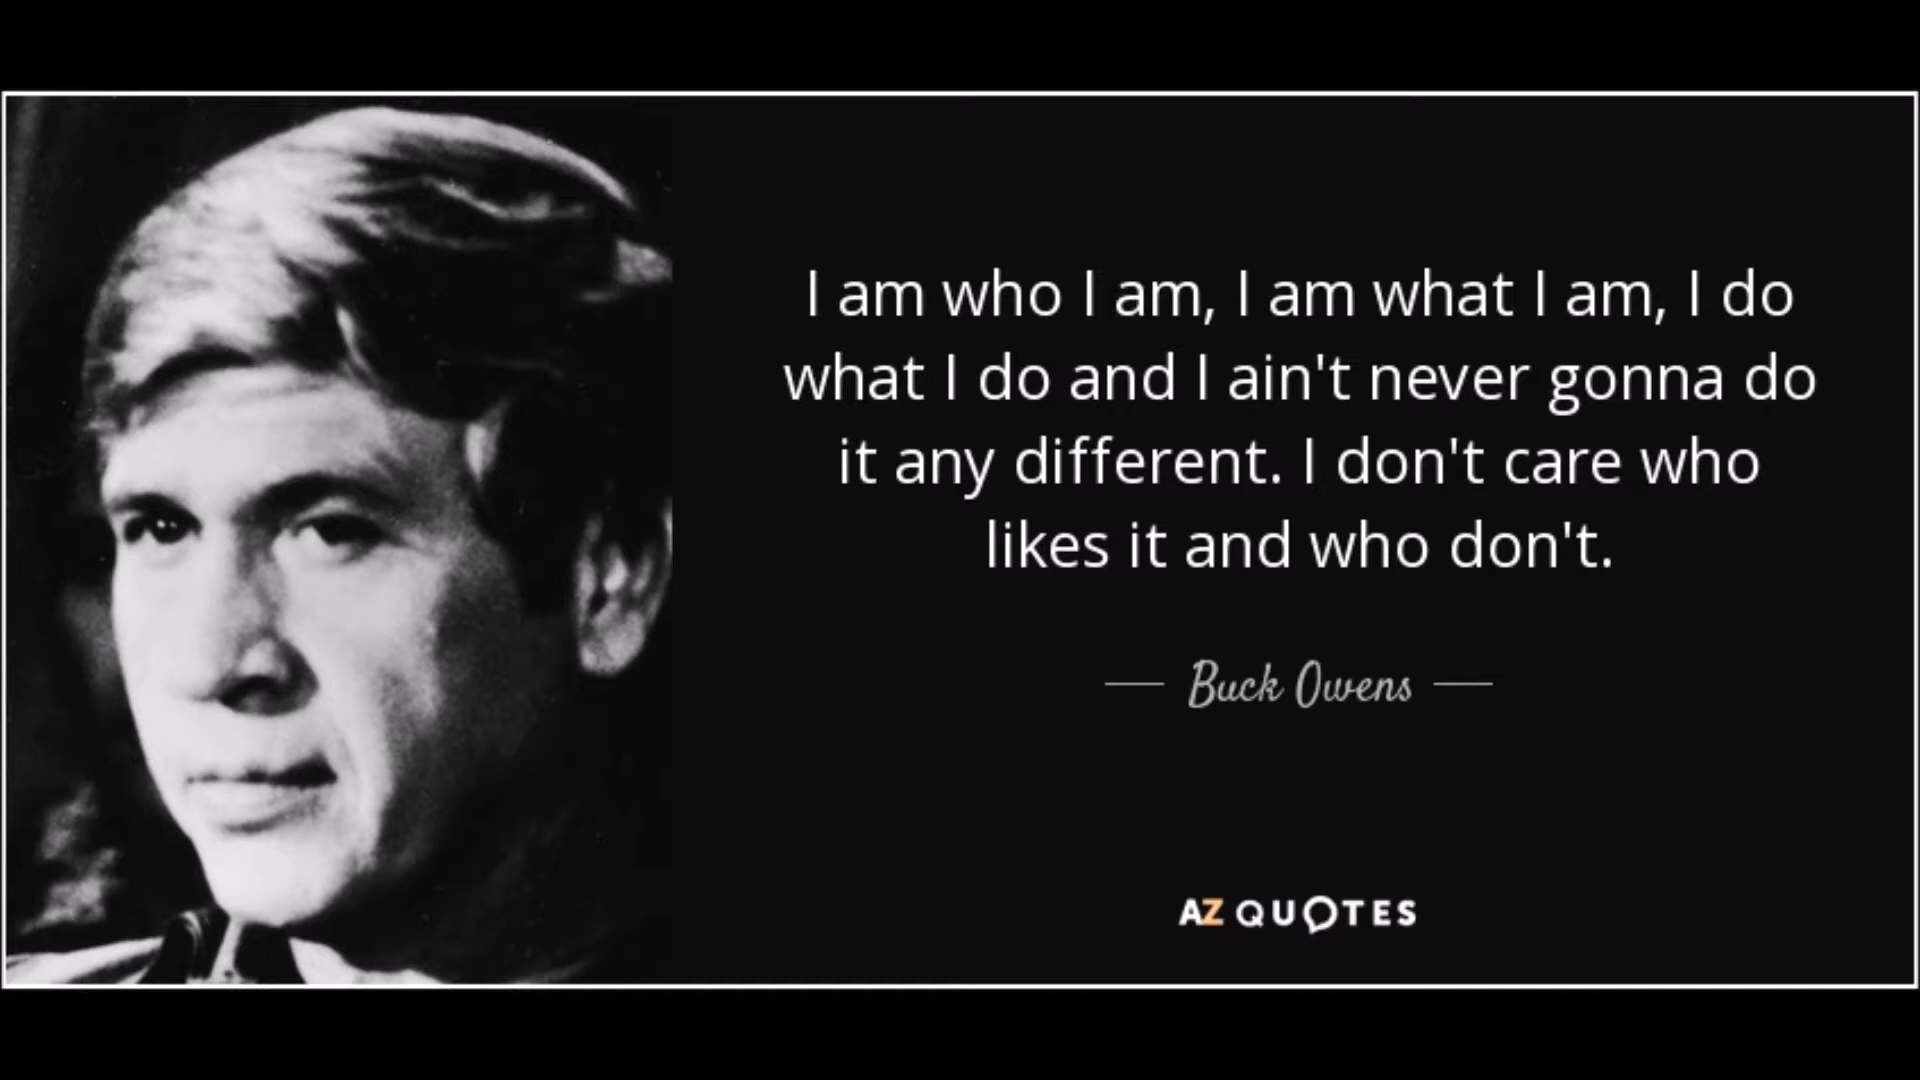 I am who I am, I am what I am, I do
what I do and I ain't never gonna do
it any different. I don't care who
likes it and who don't.
Buck Owens
AZ QUOTES